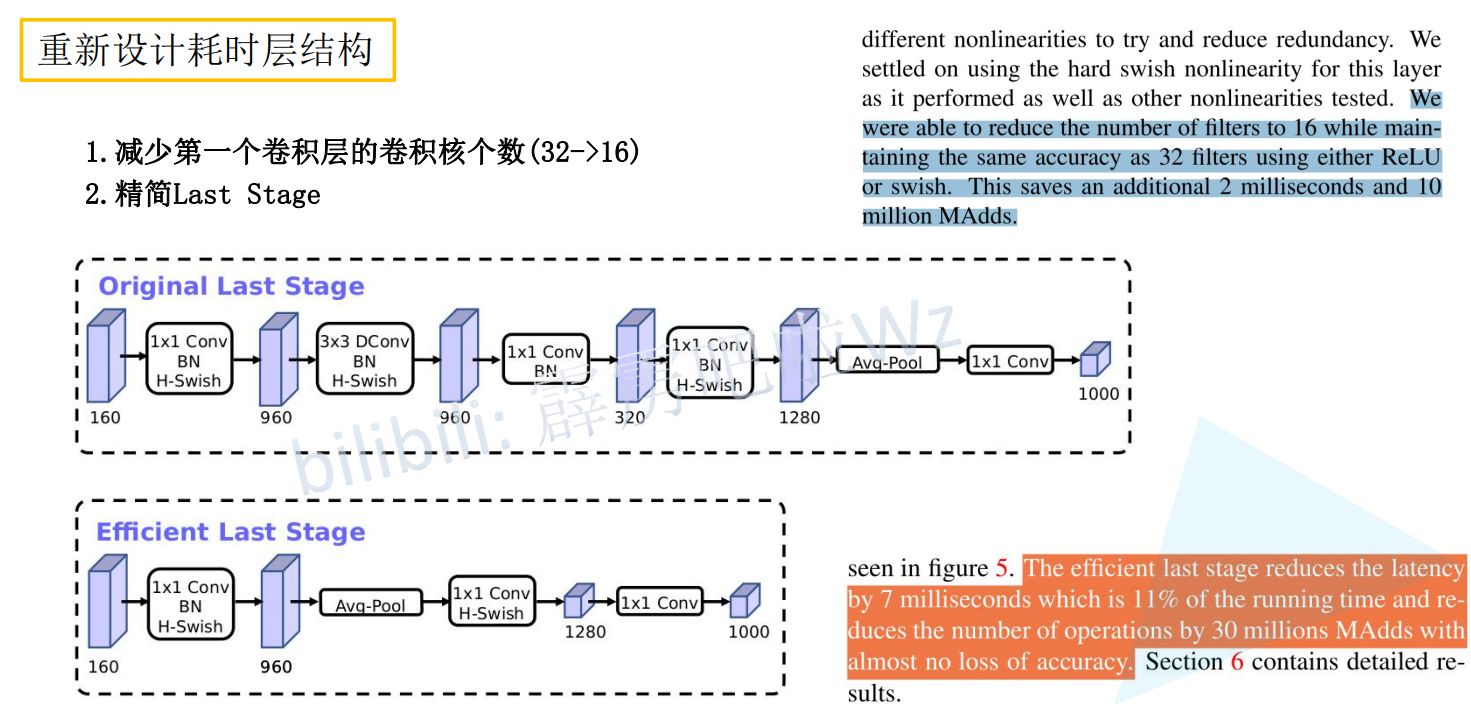 重新设计耗时层结构
1.减少第一个卷积层的卷积核个数(32->16)
2.精简Last Stage
different nonlinearities to try and reduce redundancy. We
settled on using the hard swish nonlinearity for this layer
as it performed as well as other nonlinearities tested. We
were able to reduce the number of filters to 16 while main-
taining the same accuracy as 32 filters using either ReLU
or swish. This saves an additional 2 milliseconds and 10
million MAdds.
Original Last Stage
1x1 Conv
BN
H-Swish
3x3 DConv
BN
H-Swish
1x1 Conv
BN
1x1 Conv
BN
H-Swish
Avg-Pool
1x1 Conv
160
960
960
320
1280
1000
bilibili: 霹雳吧啦Wz
Efficient Last Stage
1x1 Conv
BN
H-Swish
Avg-Pool
1x1 Conv
H-Swish
1x1 Conv
160
960
1280
1000
seen in figure 5. The efficient last stage reduces the latency
by 7 milliseconds which is 11% of the running time and re-
duces the number of operations by 30 millions MAdds with
almost no loss of accuracy. Section 6 contains detailed re-
sults.